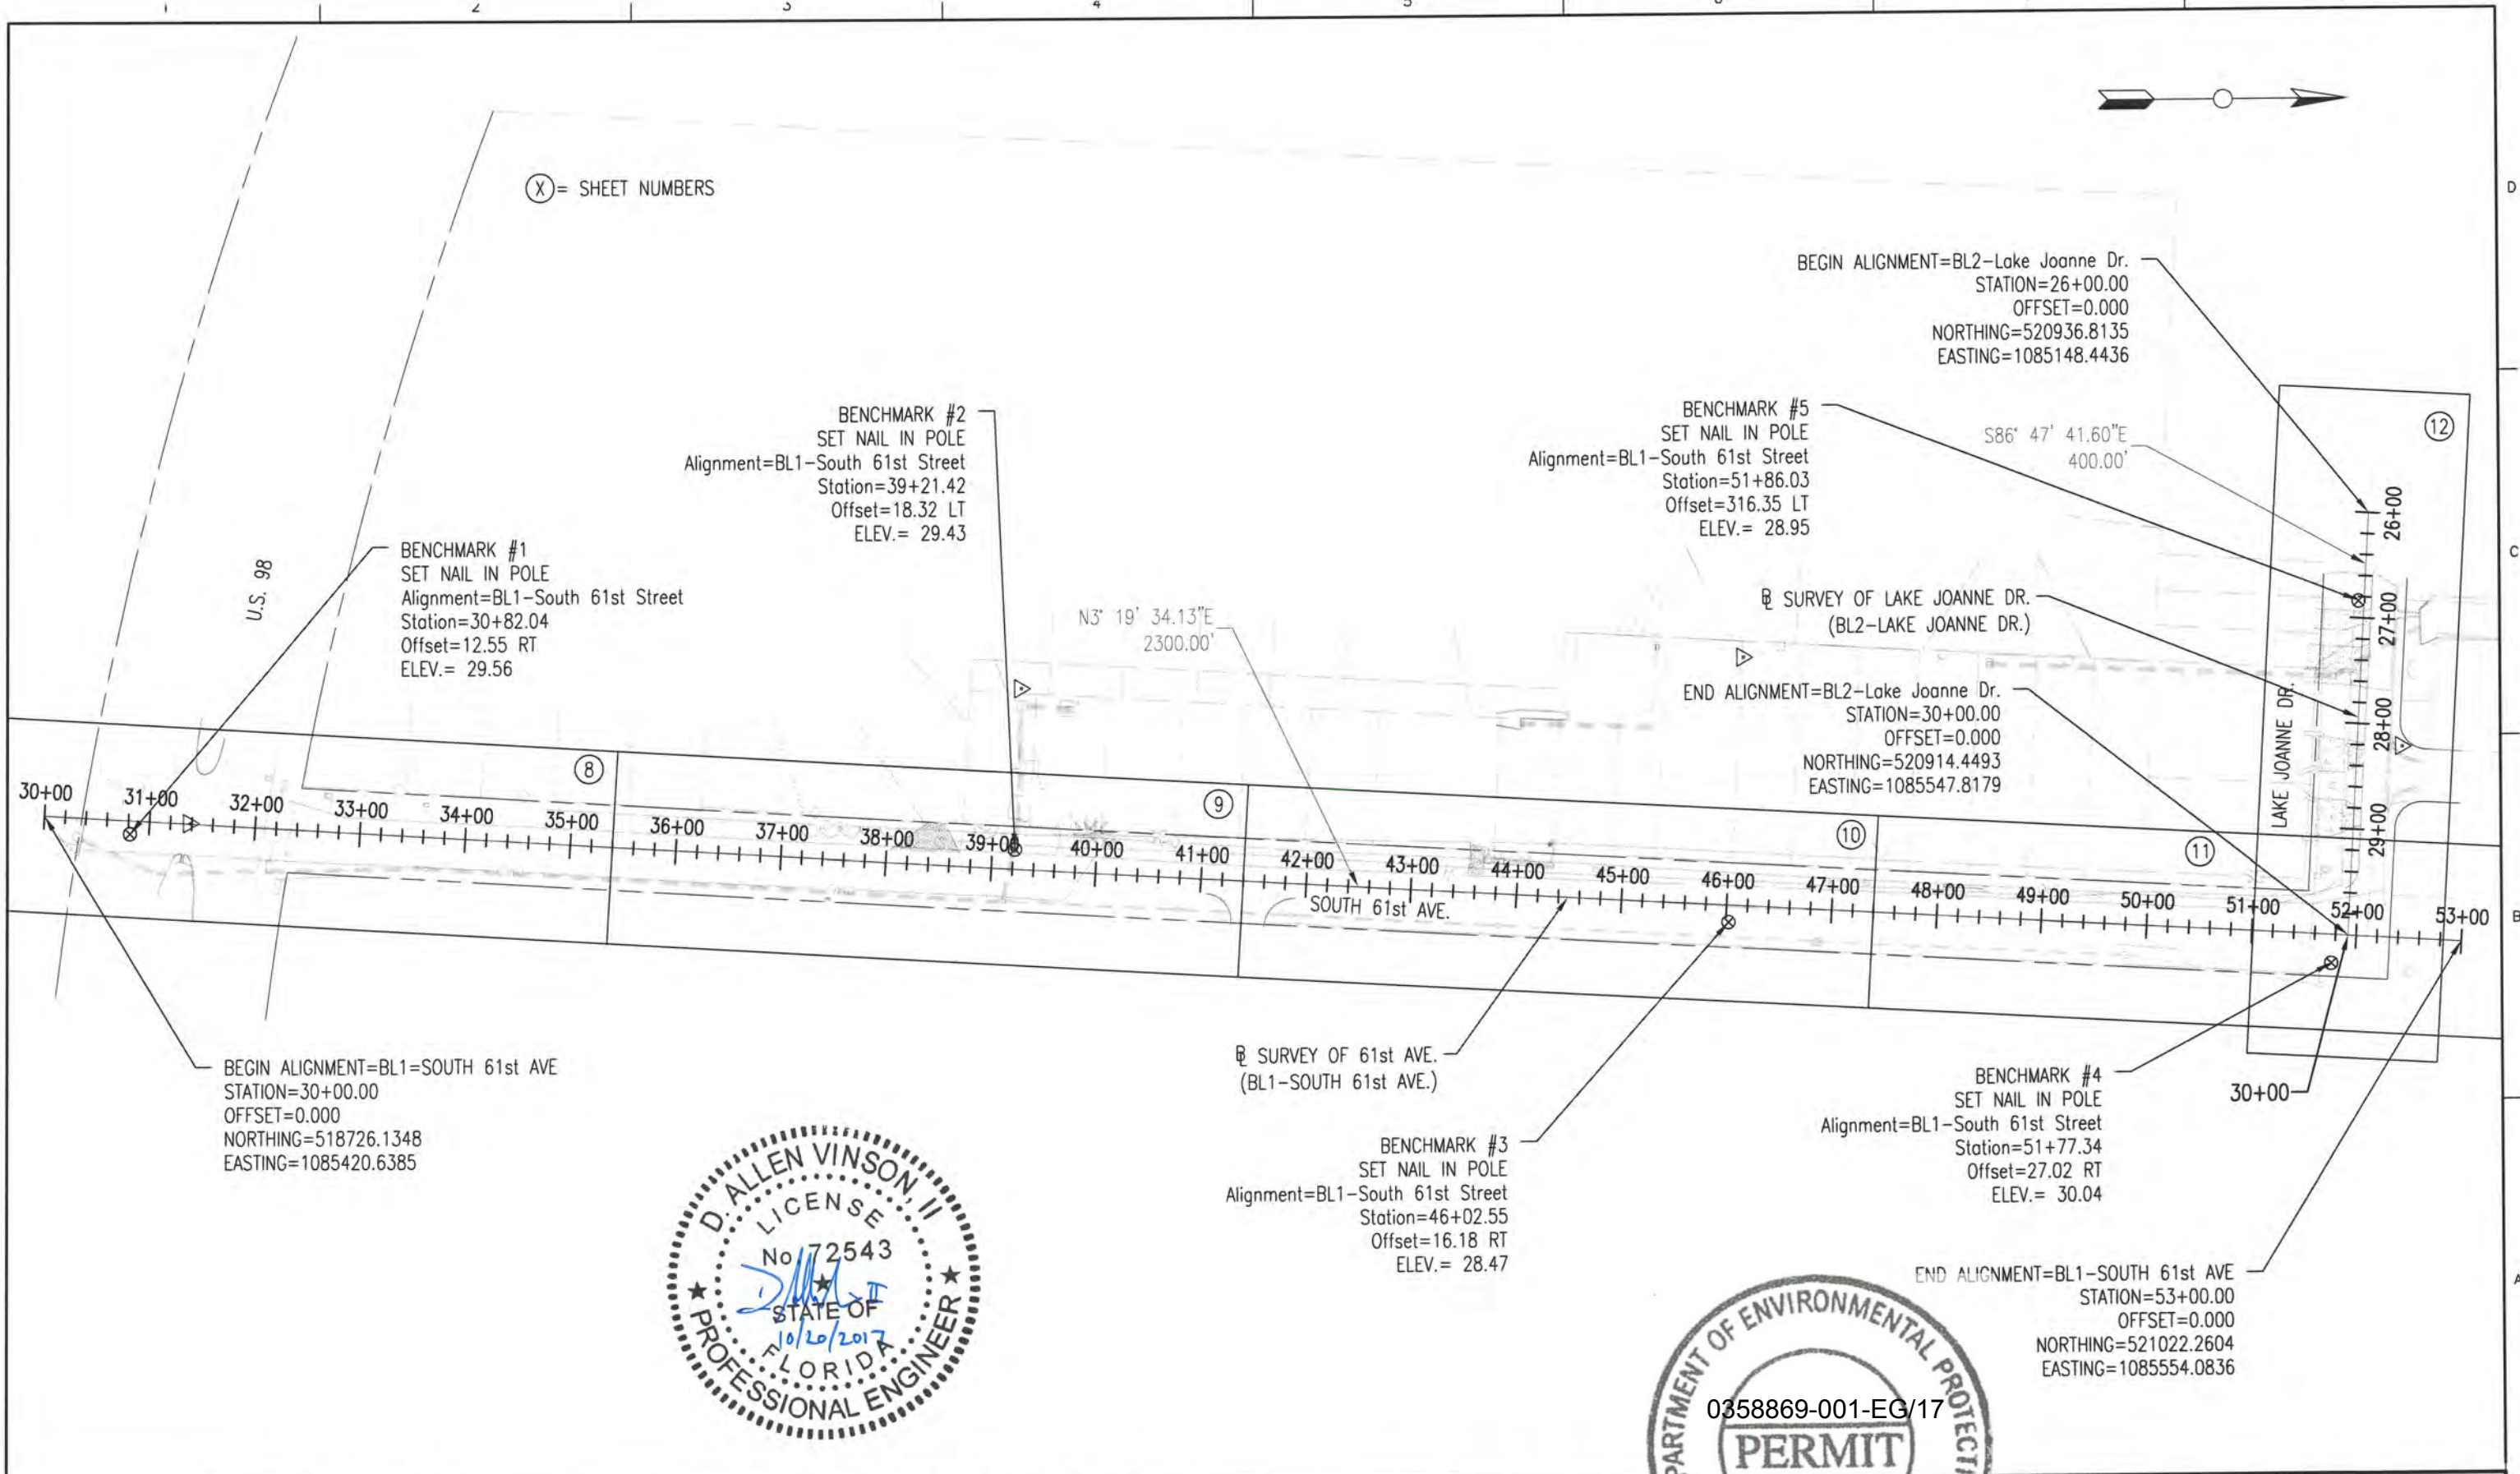 1 2 3 4 5
D
C
B
A
Ⓧ= SHEET NUMBERS
U.S. 98
BENCHMARK #1
SET NAIL IN POLE
Alignment=BL1-South 61st Street
Station=30+82.04
Offset=12.55 RT
ELEV.= 29.56
BENCHMARK #2
SET NAIL IN POLE
Alignment=BL1-South 61st Street
Station=39+21.42
Offset=18.32 LT
ELEV.= 29.43
N3° 19' 34.13"E
2300.00'
BEGIN ALIGNMENT=BL2-Lake Joanne Dr.
STATION=26+00.00
OFFSET=0.000
NORTHING=520936.8135
EASTING=1085148.4436
BENCHMARK #5
SET NAIL IN POLE
Alignment=BL1-South 61st Street
Station=51+86.03
Offset=316.35 LT
ELEV.= 28.95
S86° 47' 41.60"E
400.00'
℄ SURVEY OF LAKE JOANNE DR.
(BL2-LAKE JOANNE DR.)
END ALIGNMENT=BL2-Lake Joanne Dr.
STATION=30+00.00
OFFSET=0.000
NORTHING=520914.4493
EASTING=1085547.8179
12
26+00
27+00
28+00
29+00
LAKE JOANNE DR.
8
9
10
11
30+00 31+00 32+00 33+00 34+00 35+00 36+00 37+00 38+00 39+00 40+00 41+00 42+00 43+00 44+00 45+00 46+00 47+00 48+00 49+00 50+00 51+00 52+00 53+00
SOUTH 61st AVE.
BEGIN ALIGNMENT=BL1=SOUTH 61st AVE
STATION=30+00.00
OFFSET=0.000
NORTHING=518726.1348
EASTING=1085420.6385
℄ SURVEY OF 61st AVE.
(BL1-SOUTH 61st AVE.)
BENCHMARK #3
SET NAIL IN POLE
Alignment=BL1-South 61st Street
Station=46+02.55
Offset=16.18 RT
ELEV.= 28.47
BENCHMARK #4
SET NAIL IN POLE
Alignment=BL1-South 61st Street
Station=51+77.34
Offset=27.02 RT
ELEV.= 30.04
30+00
END ALIGNMENT=BL1-SOUTH 61st AVE
STATION=53+00.00
OFFSET=0.000
NORTHING=521022.2604
EASTING=1085554.0836
D. ALLEN VINSON, II
LICENSE
No. 72543
STATE OF
10/20/2017
FLORIDA
PROFESSIONAL ENGINEER
OF ENVIRONMENTAL
0358869-001-EG/17
PERMIT